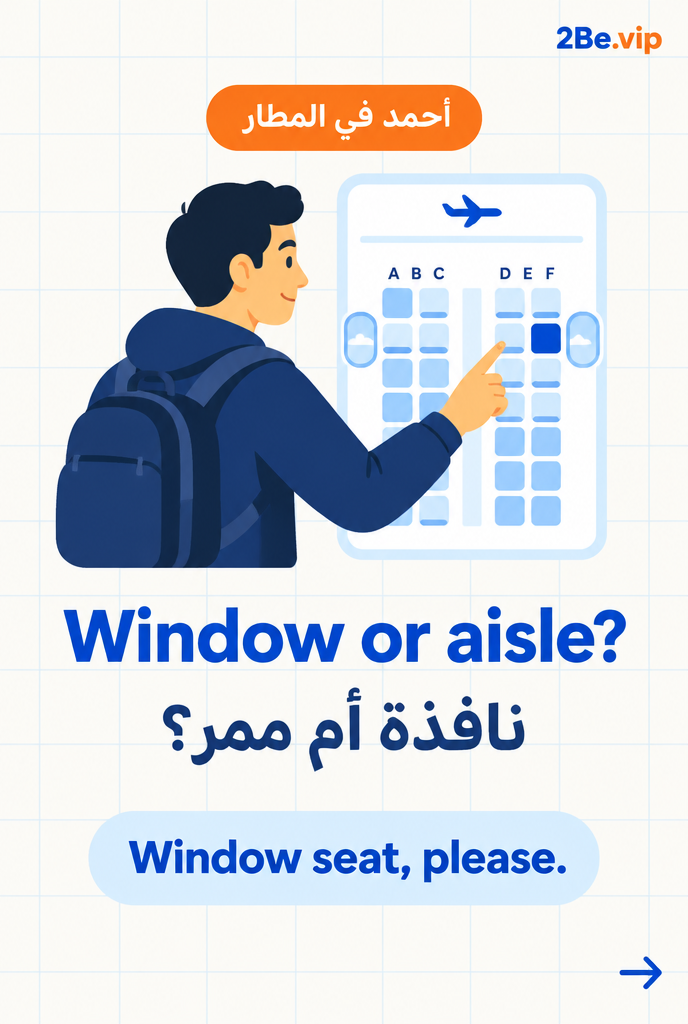 2Be.vip
أحمد في المطار
A B C D E F
Window or aisle?
نافذة أم ممر؟
Window seat, please.